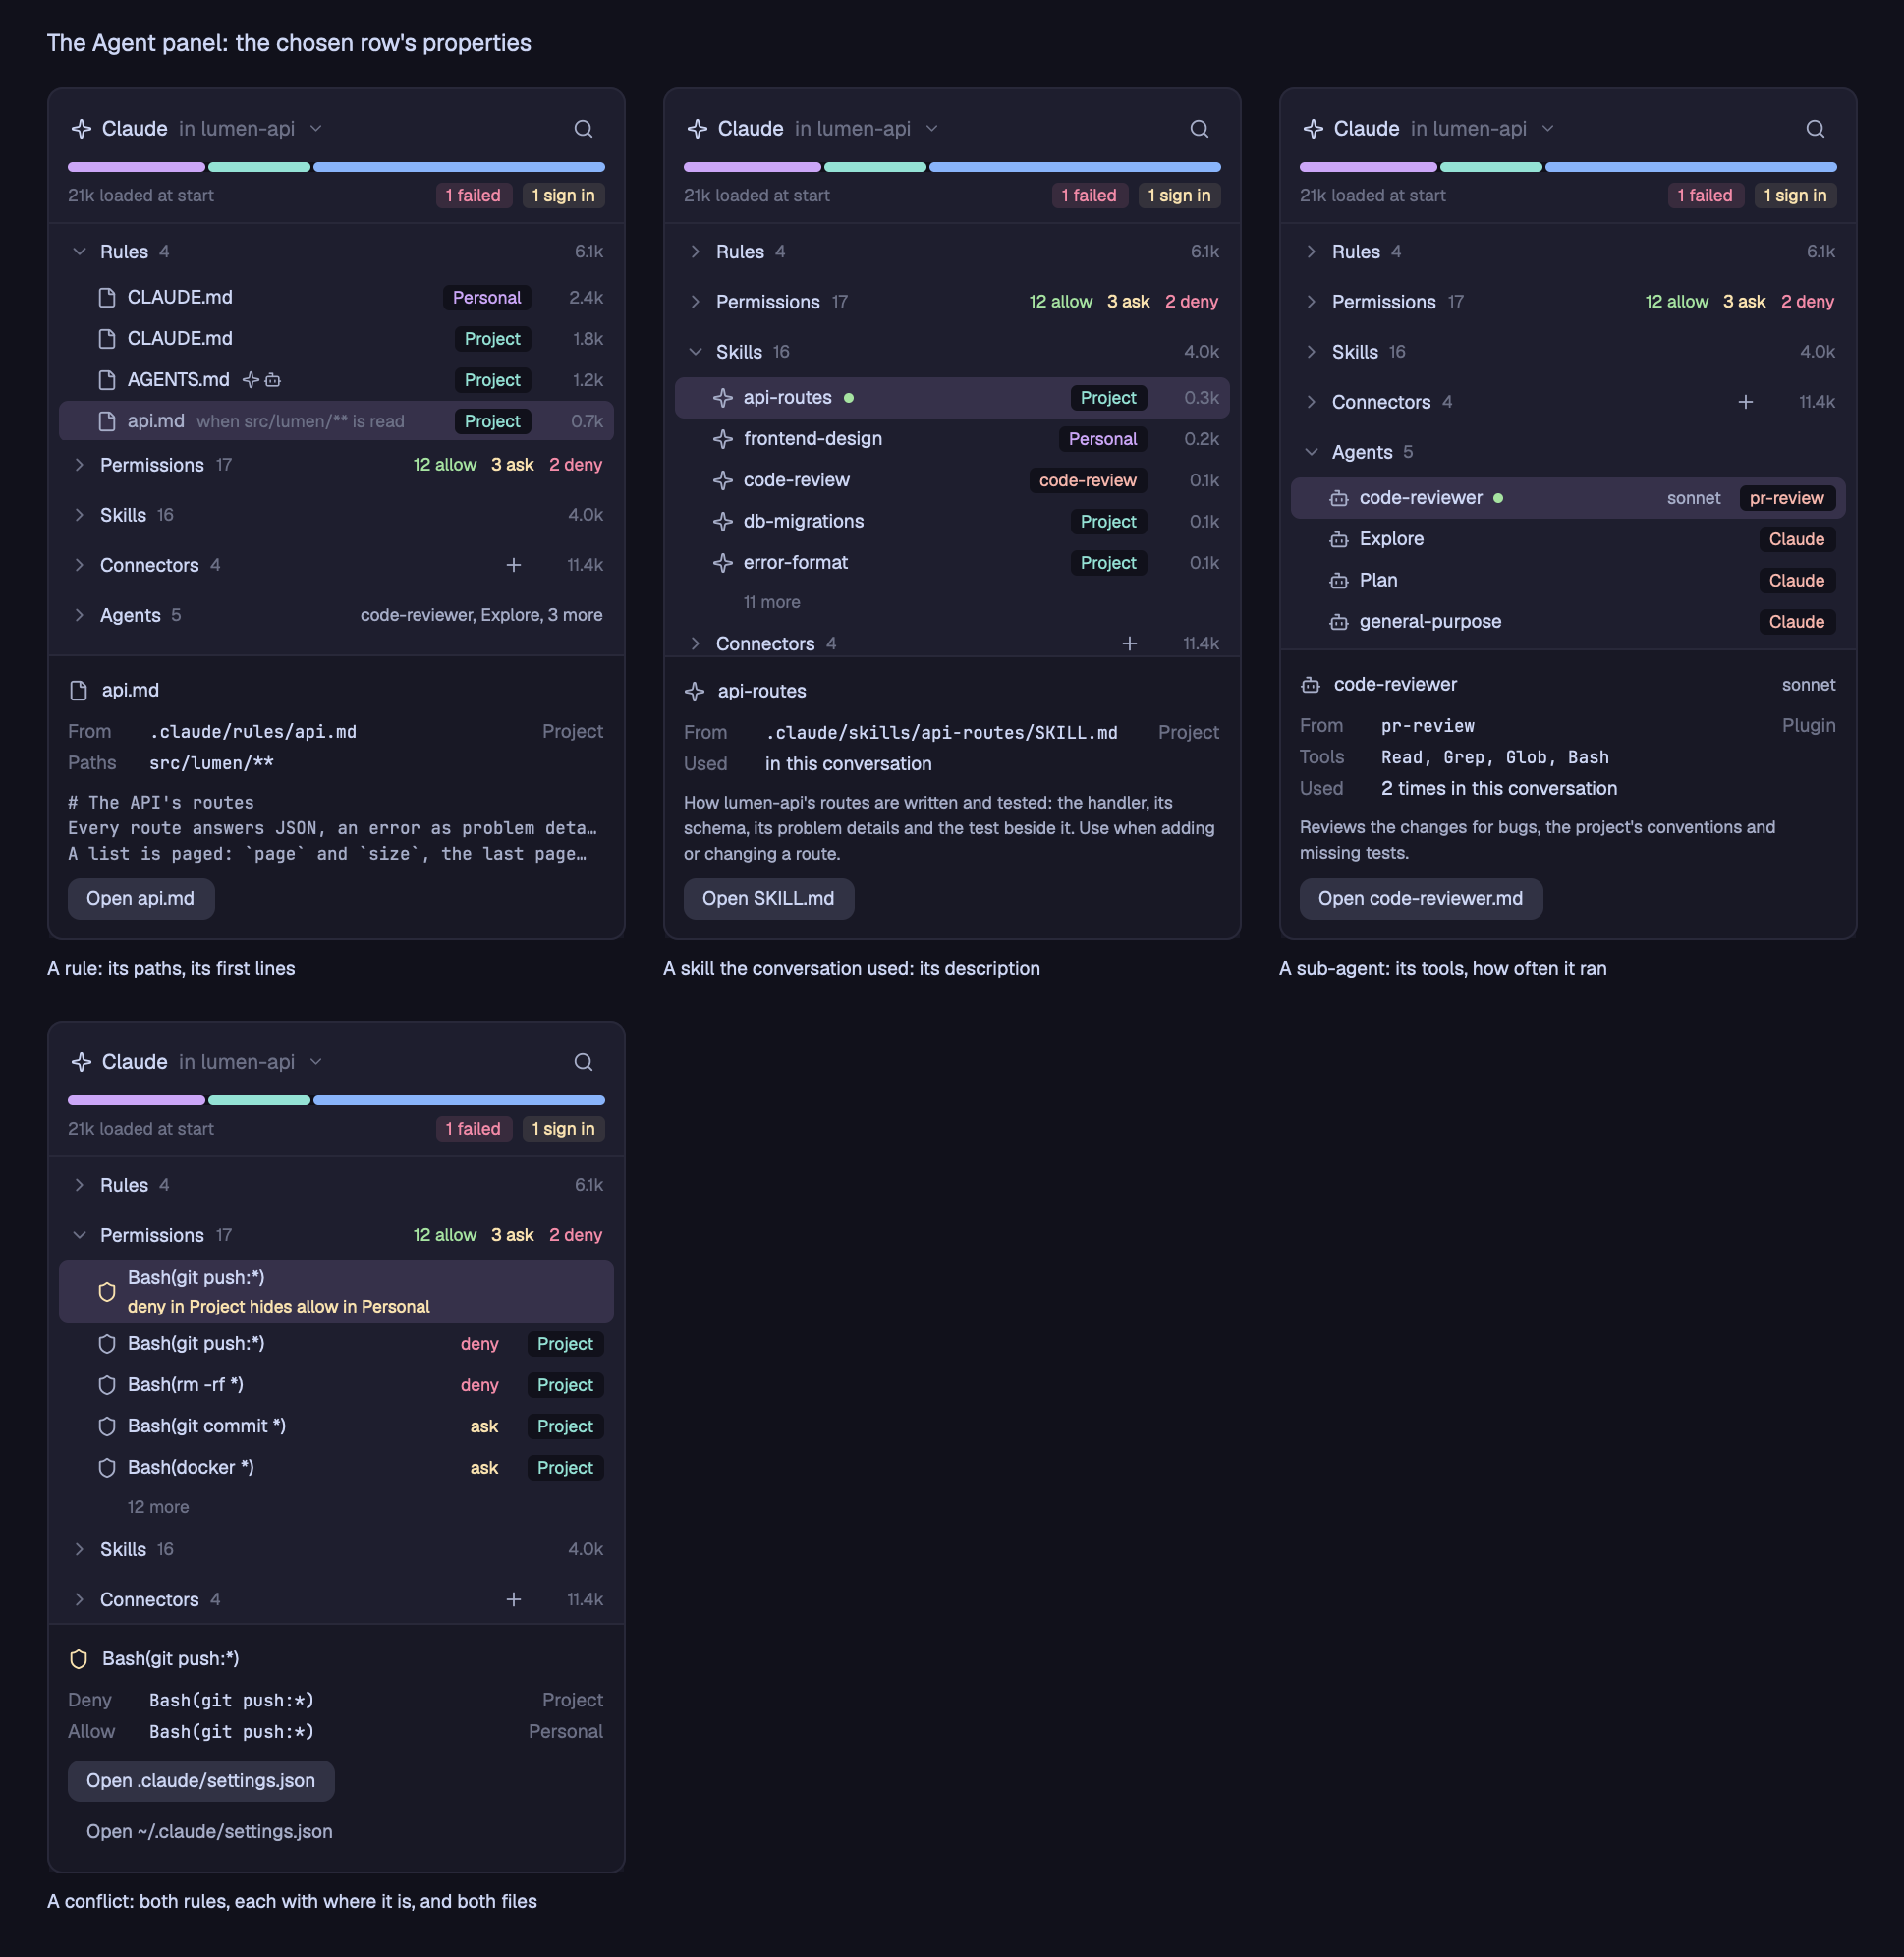 The Agent panel: the chosen row's properties
Claude in lumen-api
21k loaded at start 1 failed 1 sign in
Rules 4 6.1k
CLAUDE.md Personal 2.4k
CLAUDE.md Project 1.8k
AGENTS.md Project 1.2k
api.md when src/lumen/** is read Project 0.7k
Permissions 17 12 allow 3 ask 2 deny
Skills 16 4.0k
Connectors 4 + 11.4k
Agents 5 code-reviewer, Explore, 3 more
api.md
From .claude/rules/api.md Project
Paths src/lumen/**
# The API's routes
Every route answers JSON, an error as problem deta…
A list is paged: `page` and `size`, the last page…
Open api.md
A rule: its paths, its first lines
Claude in lumen-api
21k loaded at start 1 failed 1 sign in
Rules 4 6.1k
Permissions 17 12 allow 3 ask 2 deny
Skills 16 4.0k
api-routes Project 0.3k
frontend-design Personal 0.2k
code-review code-review 0.1k
db-migrations Project 0.1k
error-format Project 0.1k
11 more
Connectors 4 + 11.4k
api-routes
From .claude/skills/api-routes/SKILL.md Project
Used in this conversation
How lumen-api's routes are written and tested: the handler, its
schema, its problem details and the test beside it. Use when adding
or changing a route.
Open SKILL.md
A skill the conversation used: its description
Claude in lumen-api
21k loaded at start 1 failed 1 sign in
Rules 4 6.1k
Permissions 17 12 allow 3 ask 2 deny
Skills 16 4.0k
Connectors 4 + 11.4k
Agents 5
code-reviewer sonnet pr-review
Explore Claude
Plan Claude
general-purpose Claude
code-reviewer sonnet
From pr-review Plugin
Tools Read, Grep, Glob, Bash
Used 2 times in this conversation
Reviews the changes for bugs, the project's conventions and
missing tests.
Open code-reviewer.md
A sub-agent: its tools, how often it ran
Claude in lumen-api
21k loaded at start 1 failed 1 sign in
Rules 4 6.1k
Permissions 17 12 allow 3 ask 2 deny
Bash(git push:*)
deny in Project hides allow in Personal
Bash(git push:*) deny Project
Bash(rm -rf *) deny Project
Bash(git commit *) ask Project
Bash(docker *) ask Project
12 more
Skills 16 4.0k
Connectors 4 + 11.4k
Bash(git push:*)
Deny Bash(git push:*) Project
Allow Bash(git push:*) Personal
Open .claude/settings.json
Open ~/.claude/settings.json
A conflict: both rules, each with where it is, and both files